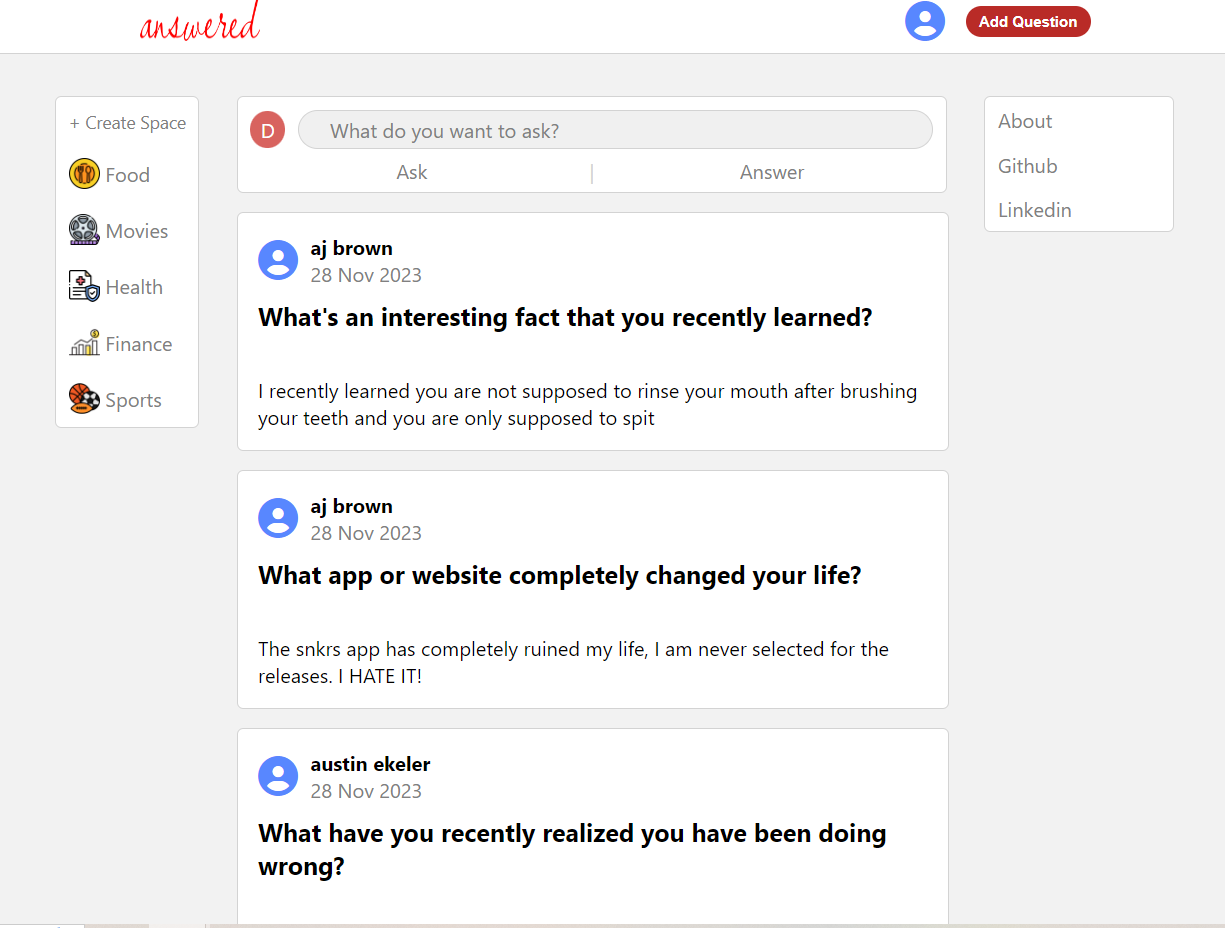 answered
Add Question
+ Create Space
Food
Movies
Health
Finance
Sports
D
What do you want to ask?
Ask | Answer
aj brown
28 Nov 2023
What's an interesting fact that you recently learned?
I recently learned you are not supposed to rinse your mouth after brushing
your teeth and you are only supposed to spit
aj brown
28 Nov 2023
What app or website completely changed your life?
The snkrs app has completely ruined my life, I am never selected for the
releases. I HATE IT!
austin ekeler
28 Nov 2023
What have you recently realized you have been doing
wrong?
About
Github
Linkedin